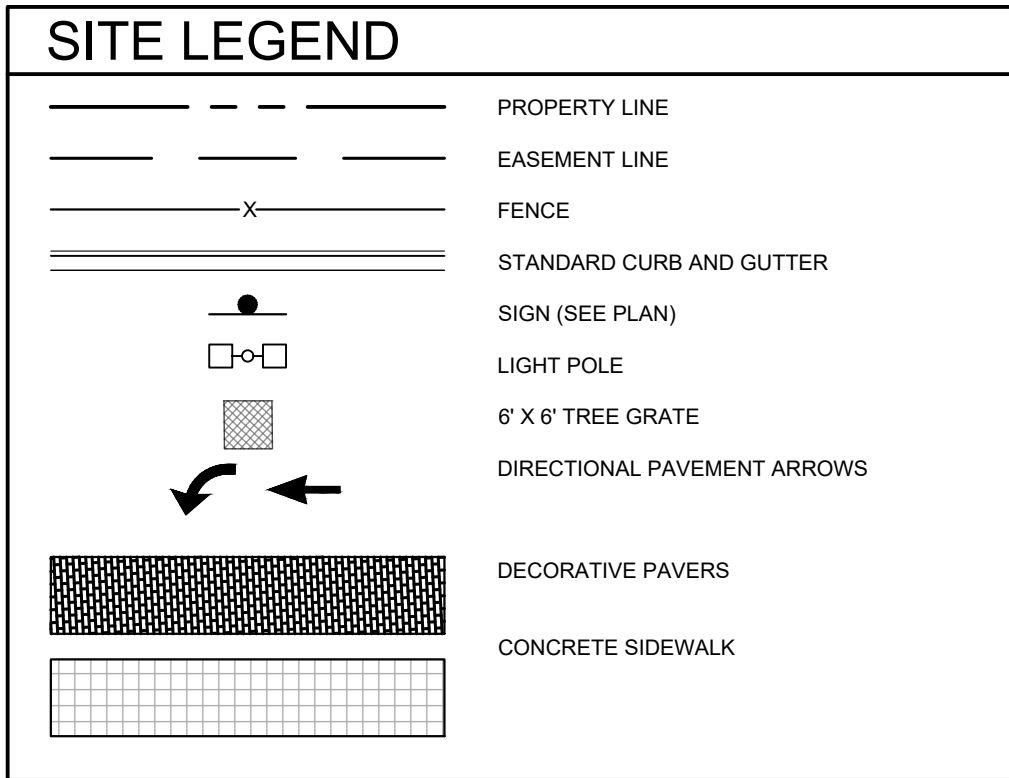 SITE LEGEND
PROPERTY LINE
EASEMENT LINE
X
FENCE
STANDARD CURB AND GUTTER
SIGN (SEE PLAN)
LIGHT POLE
6' X 6' TREE GRATE
DIRECTIONAL PAVEMENT ARROWS
DECORATIVE PAVERS
CONCRETE SIDEWALK